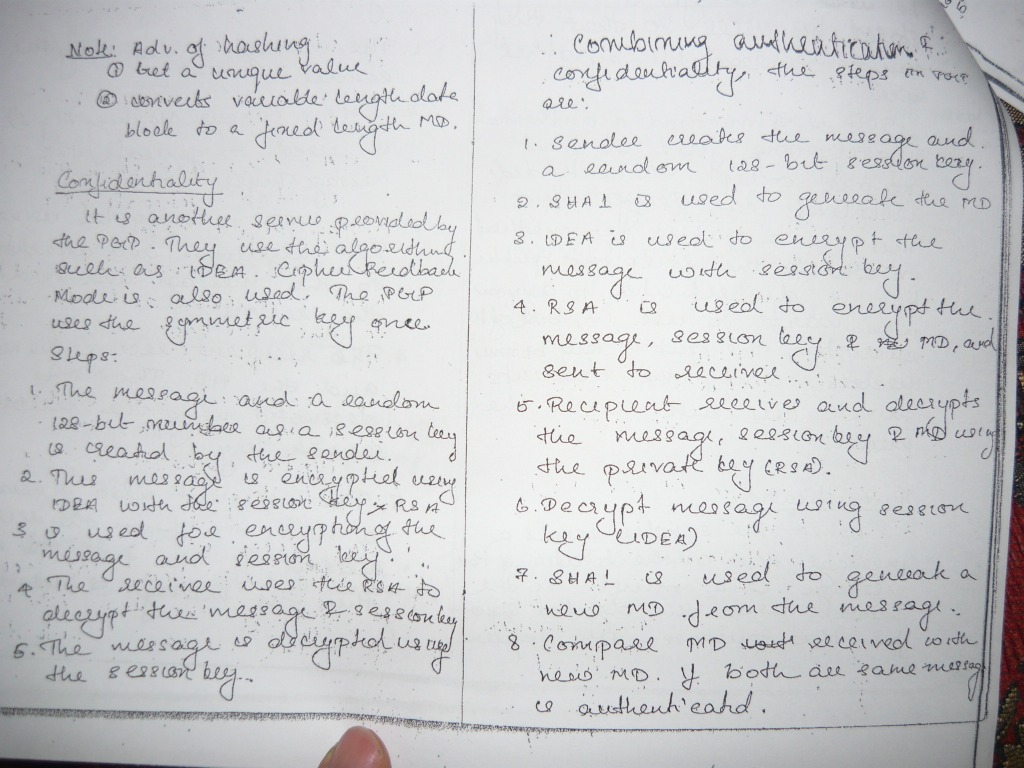 Note: Adv. of hashing
① Get a unique value
② converts variable length data
block to a fixed length MD.
Confidentiality
It is another service provided by
the PGP. They use the algorithms
such as IDEA. Cipher Feedback
Mode is also used. The PGP
uses the symmetric key once.
Steps:-
1. The message and a random
128-bit number as a session key
is created by the sender.
2. This message is encrypted using
IDEA with the session key. RSA
3 is used for encryption of the
message and session key.
4 The receiver uses the RSA to
decrypt the message & session key
5. The message is decrypted using
the session key.
Combining authentication &
confidentiality, the steps in
are:
1. Sender creates the message and
a random 128-bit session key.
2. SHA1 is used to generate the MD
3. IDEA is used to encrypt the
message with session key.
4. RSA is used to encrypt the
message, session key & MD, and
sent to receiver
5. Recipient receives and decrypts
the message, session key & MD using
the private key (RSA).
6. Decrypt message using session
key (IDEA)
7. SHA1 is used to generate a
new MD from the message.
8 Compare MD received with
new MD. If both are same message
is authenticated.